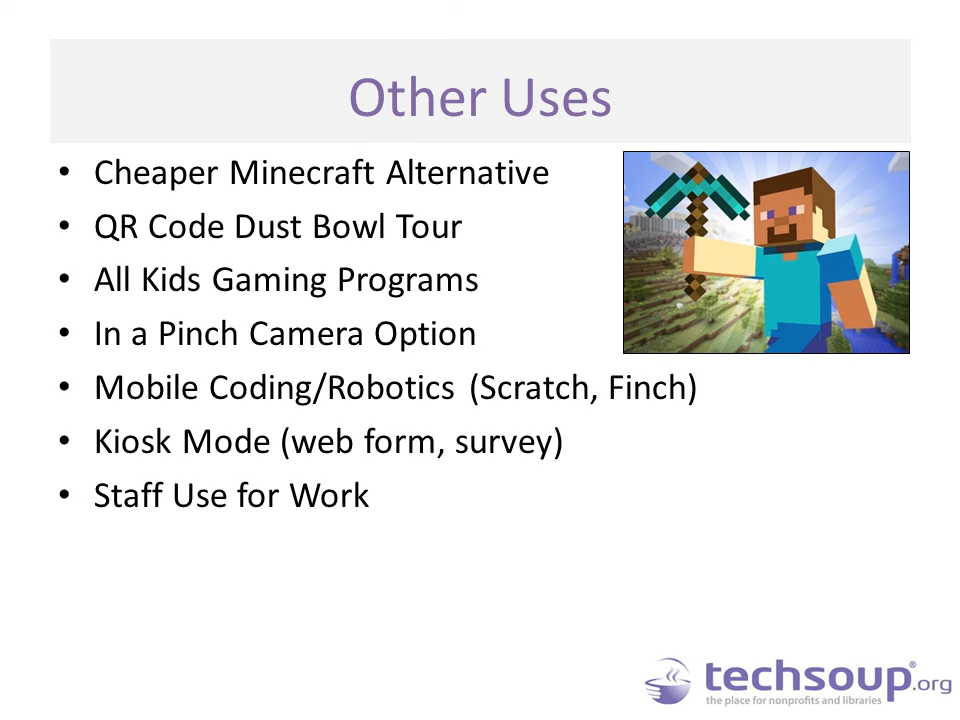 Other Uses
• Cheaper Minecraft Alternative
• QR Code Dust Bowl Tour
• All Kids Gaming Programs
• In a Pinch Camera Option
• Mobile Coding/Robotics (Scratch, Finch)
• Kiosk Mode (web form, survey)
• Staff Use for Work
techsoup®.org
the place for nonprofits and libraries